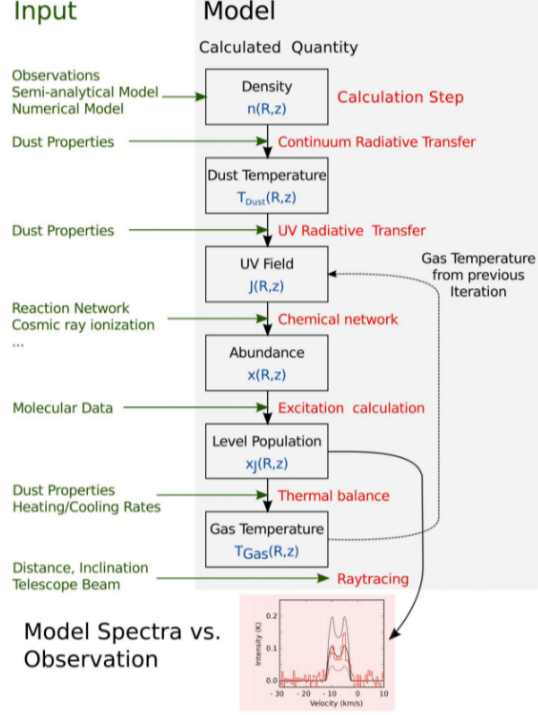 Input
Model
Calculated Quantity
Observations
Semi-analytical Model
Numerical Model
Density
n(R,z)
Calculation Step
Dust Properties
Continuum Radiative Transfer
Dust Temperature
TDust(R,z)
Dust Properties
UV Radiative Transfer
UV Field
J(R,z)
Gas Temperature
from previous
Iteration
Reaction Network
Cosmic ray ionization
...
Chemical network
Abundance
x(R,z)
Molecular Data
Excitation calculation
Level Population
xJ(R,z)
Dust Properties
Heating/Cooling Rates
Thermal balance
Gas Temperature
TGas(R,z)
Distance, Inclination
Telescope Beam
Raytracing
Model Spectra vs.
Observation
Intensity (K)
0.2
0.1
0.0
-30 -20 -10 0 10
Velocity (km/s)